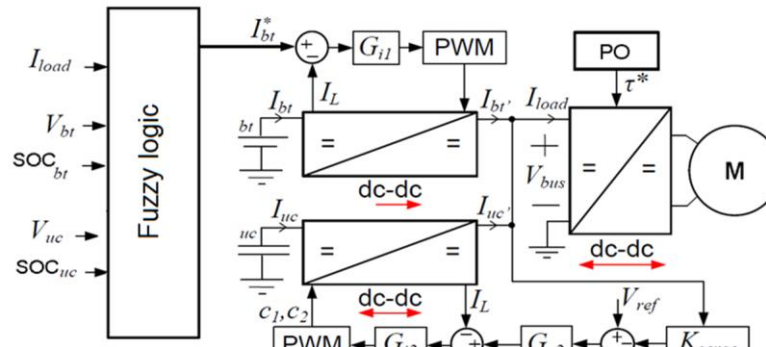 I*bt
Gi1
PWM
PO
Iload
IL
τ*
Vbt
SOCbt
Vuc
SOCuc
Fuzzy logic
Ibt
Ibt'
Iload
bt
= =
dc-dc
+
Vbus
—
= =
M
Iuc
Iuc'
uc
= =
dc-dc
dc-dc
c1,c2
IL
Vref
PWM